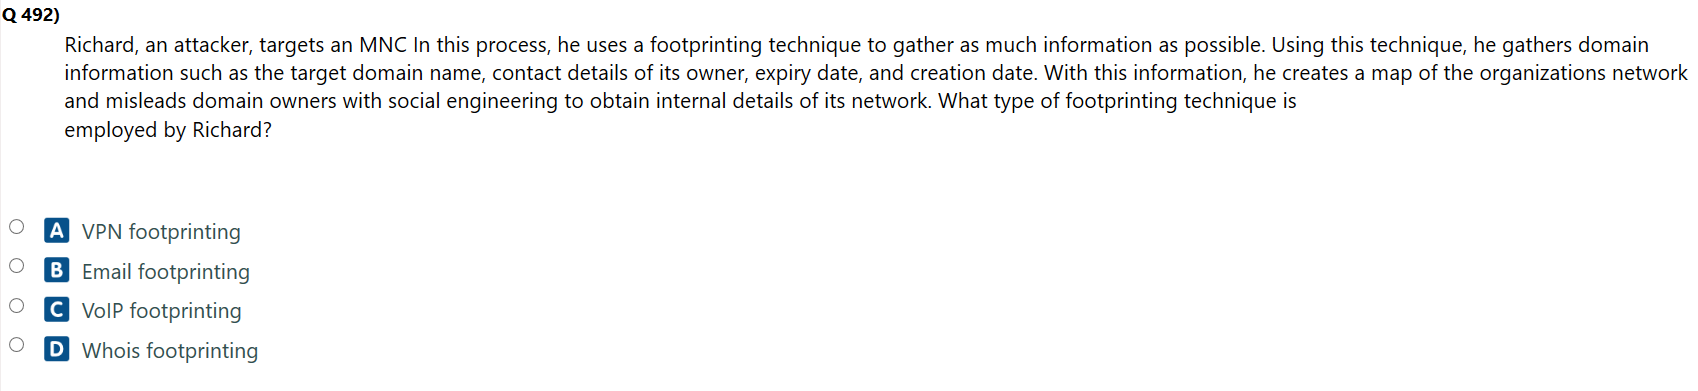 Q 492)
Richard, an attacker, targets an MNC In this process, he uses a footprinting technique to gather as much information as possible. Using this technique, he gathers domain
information such as the target domain name, contact details of its owner, expiry date, and creation date. With this information, he creates a map of the organizations network
and misleads domain owners with social engineering to obtain internal details of its network. What type of footprinting technique is
employed by Richard?
A VPN footprinting
B Email footprinting
C VoIP footprinting
D Whois footprinting